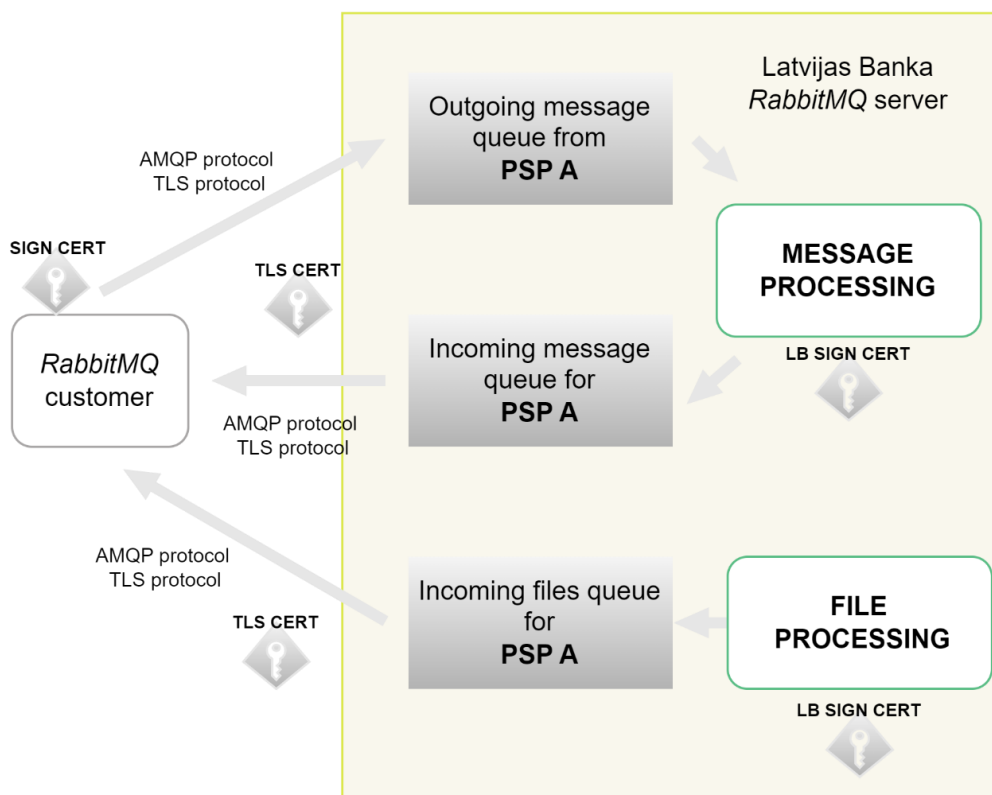 Latvijas Banka
RabbitMQ server
Outgoing message
queue from
PSP A
AMQP protocol
TLS protocol
SIGN CERT
TLS CERT
MESSAGE
PROCESSING
RabbitMQ
customer
Incoming message
queue for
PSP A
LB SIGN CERT
AMQP protocol
TLS protocol
AMQP protocol
TLS protocol
TLS CERT
Incoming files queue
for
PSP A
FILE
PROCESSING
LB SIGN CERT